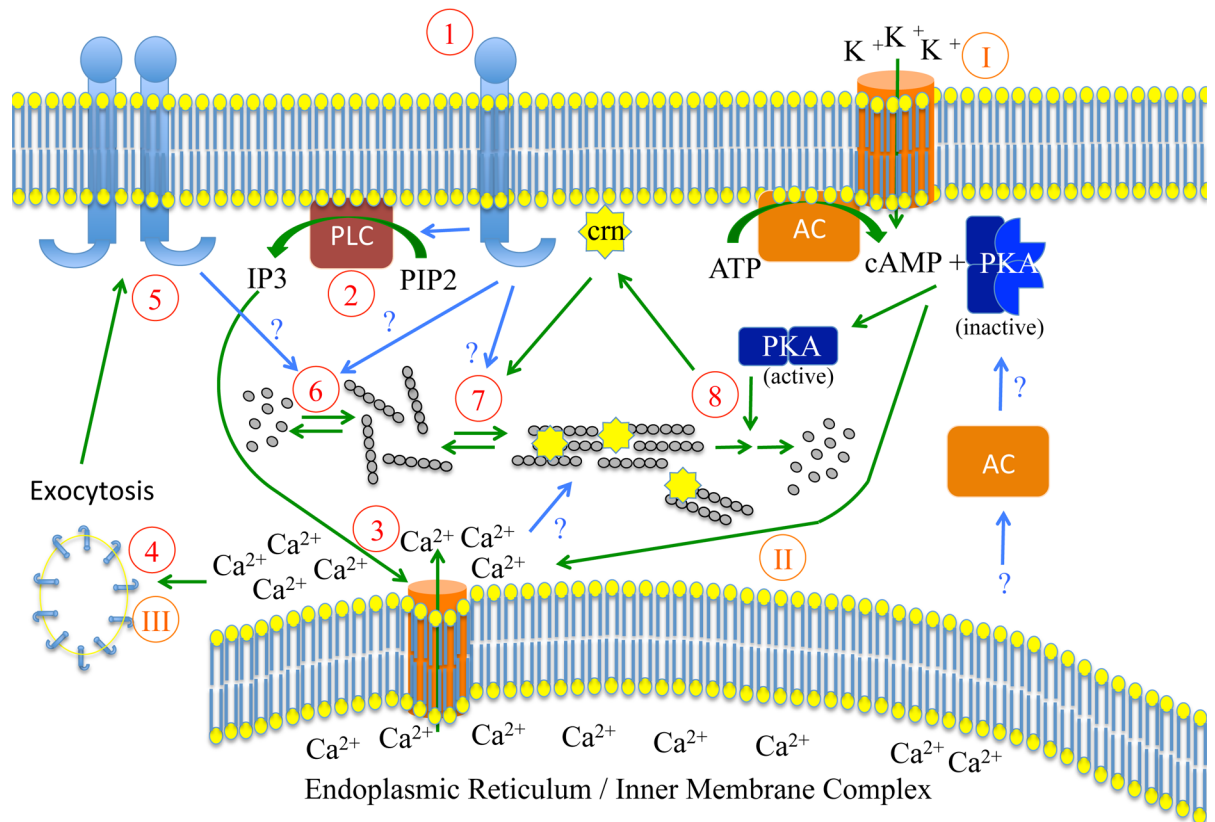 1
K + K + K +
I
PLC
crn
AC
IP3
PIP2
ATP
cAMP +
PKA
(inactive)
5
2
?
?
?
PKA
(active)
?
6
7
8
AC
Exocytosis
3
Ca2+ Ca2+
Ca2+
?
II
?
4
Ca2+ Ca2+
Ca2+ Ca2+
III
Ca2+ Ca2+ Ca2+ Ca2+ Ca2+ Ca2+ Ca2+ Ca2+
Endoplasmic Reticulum / Inner Membrane Complex